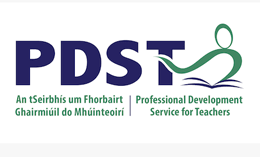 PDST
An tSeirbhís um Fhorbairt
Ghairmiúil do Mhúinteoirí
Professional Development
Service for Teachers